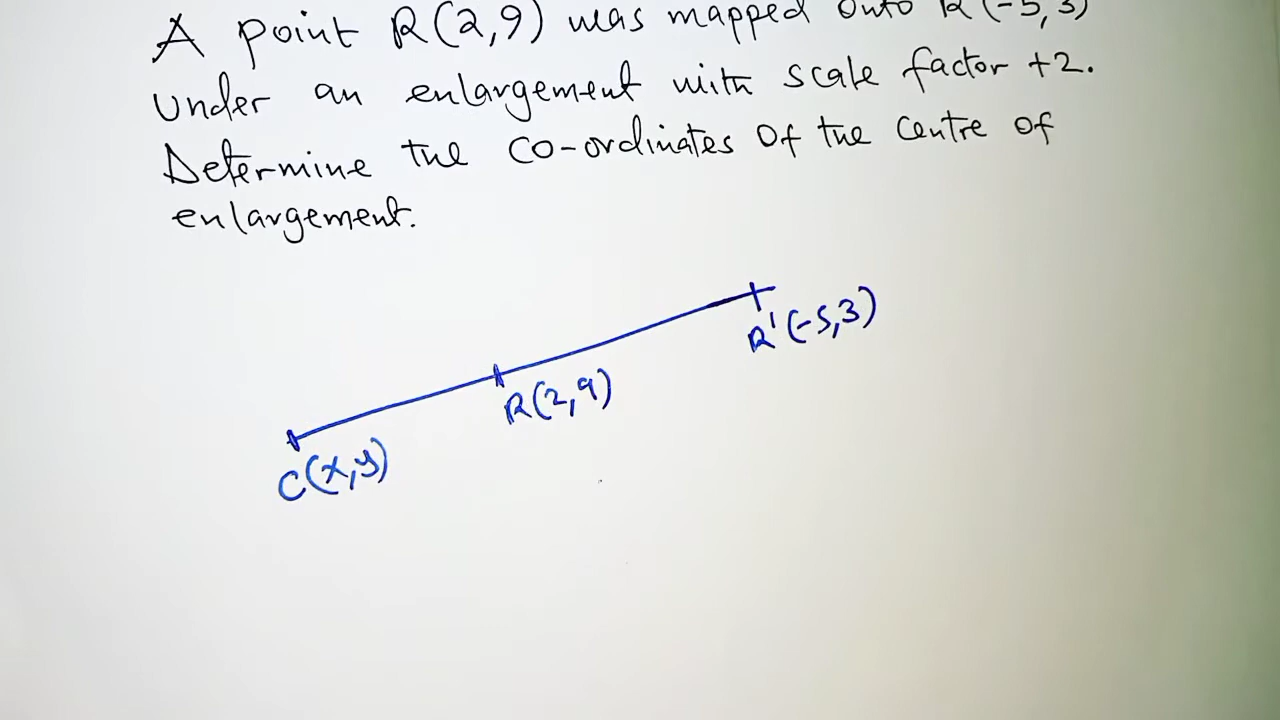 A point R(2,9) was mapped onto R'(-5,3)
under an enlargement with scale factor +2.
Determine the co-ordinates of the centre of
enlargement.
R'(-5,3)
R(2,9)
C(x,y)